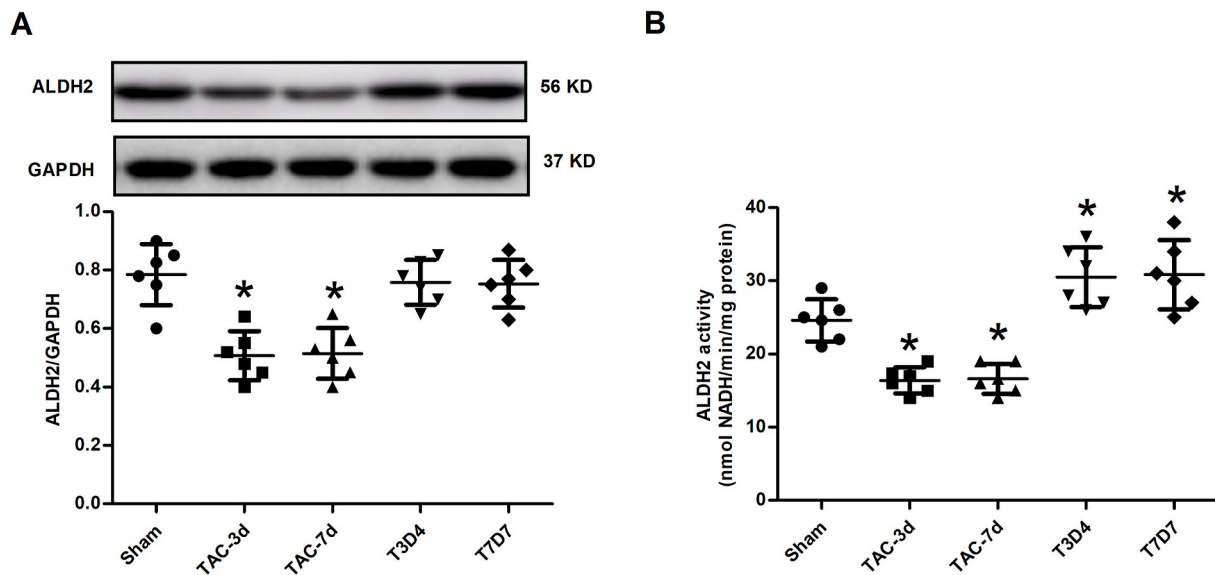 A
ALDH2
56 KD
GAPDH
37 KD
ALDH2/GAPDH
1.0
0.8
0.6
0.4
0.2
0.0
*
*
Sham
TAC-3d
TAC-7d
T3D4
T7D7
B
ALDH2 activity
(nmol NADH/min/mg protein)
40
30
20
10
0
*
*
*
*
Sham
TAC-3d
TAC-7d
T3D4
T7D7